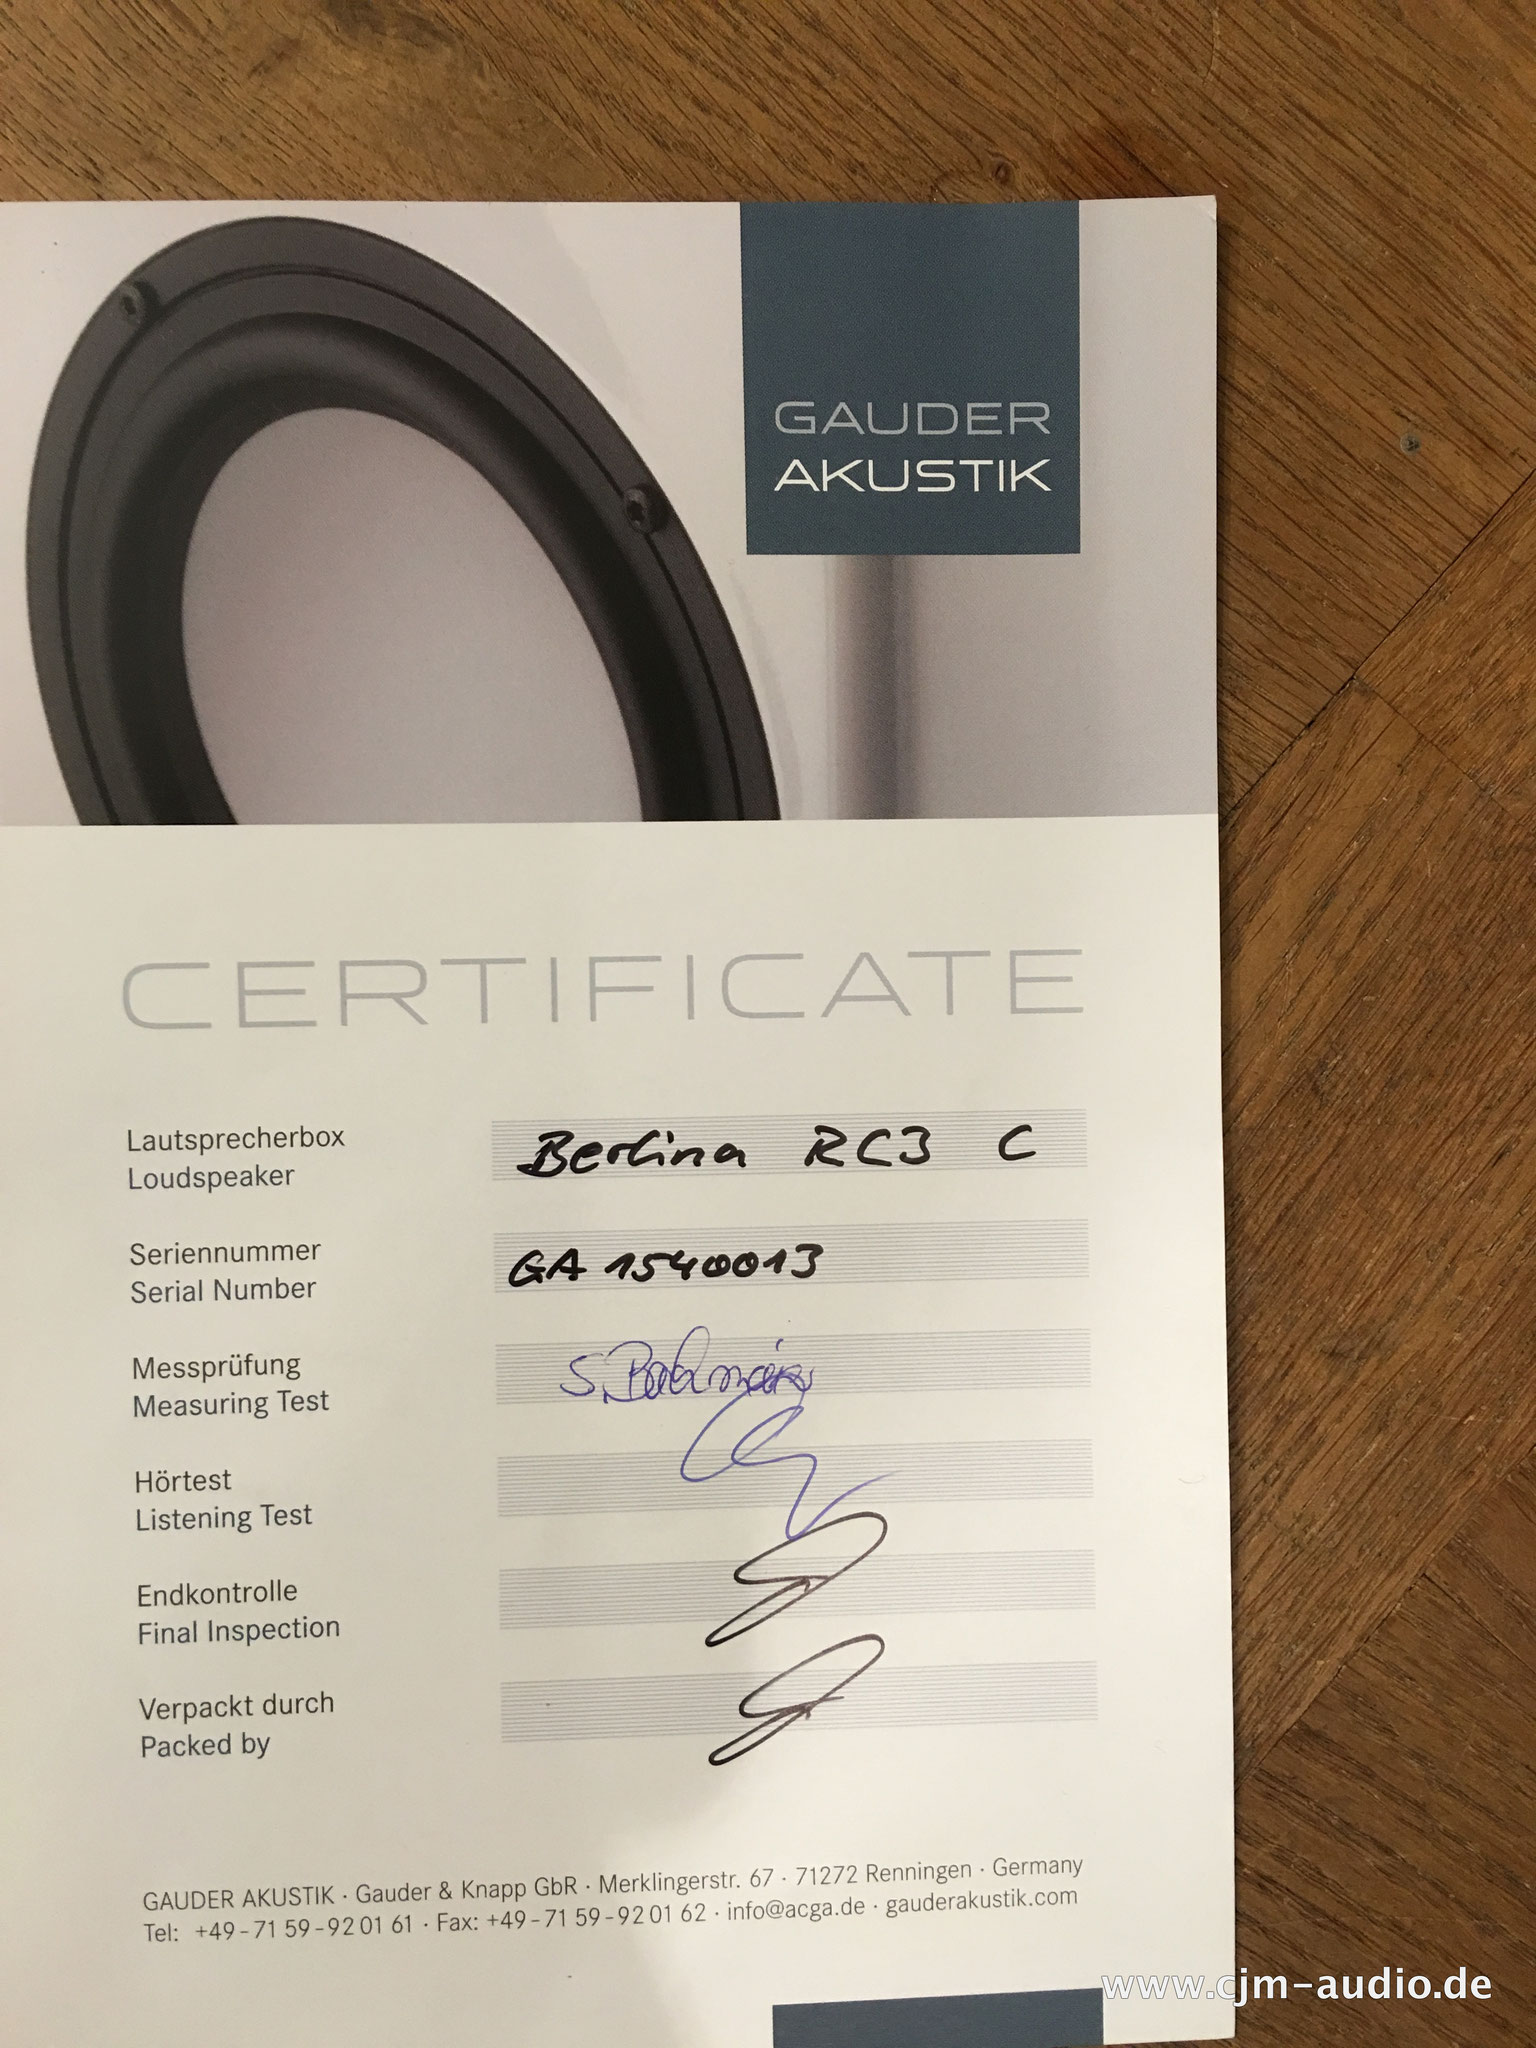 GAUDER
AKUSTIK
CERTIFICATE
Lautsprecherbox
Loudspeaker
Berlina RC3 C
Seriennummer
Serial Number
GA 1540013
Messprüfung
Measuring Test
S.
Hörtest
Listening Test
Endkontrolle
Final Inspection
Verpackt durch
Packed by
GAUDER AKUSTIK · Gauder & Knapp GbR · Merklingerstr. 67 · 71272 Renningen · Germany
Tel: +49-71 59-92 01 61 · Fax: +49-71 59-92 01 62 · info@acga.de · gauderakustik.com
www.cjm-audio.de